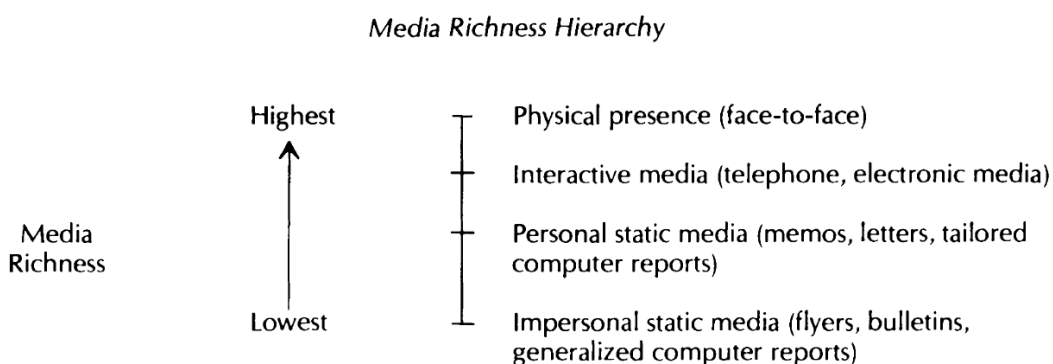 Media Richness Hierarchy
Highest
Physical presence (face-to-face)
Interactive media (telephone, electronic media)
Media
Richness
Personal static media (memos, letters, tailored
computer reports)
Lowest
Impersonal static media (flyers, bulletins,
generalized computer reports)